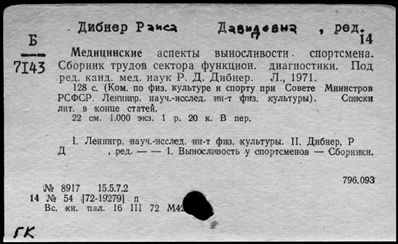 Дибнер Раиса Давидовна, ред.
14
Б
7143
Медицинские аспекты выносливости спортсмена.
Сборник трудов сектора функцион. диагностики. Под
ред. канд. мед. наук Р. Д. Дибнер. Л., 1971.
128 с. (Ком. по физ. культуре и спорту при Совете Министров
РСФСР. Ленингр. науч.-исслед. ин-т физ. культуры). Списки
лит. в конце статей.
22 см. 1.000 экз. 1 р. 20 к. В пер.
I. Ленингр. науч.-исслед. ин-т физ. культуры. II. Дибнер, Р
Д , ред. — — 1. Выносливость у спортсменов — Сборники.
796.093
№ 8917 15.5.7.2
14 № 54 [72-19279] п
Вс. кн. пал. 16 III 72 М42
ГК